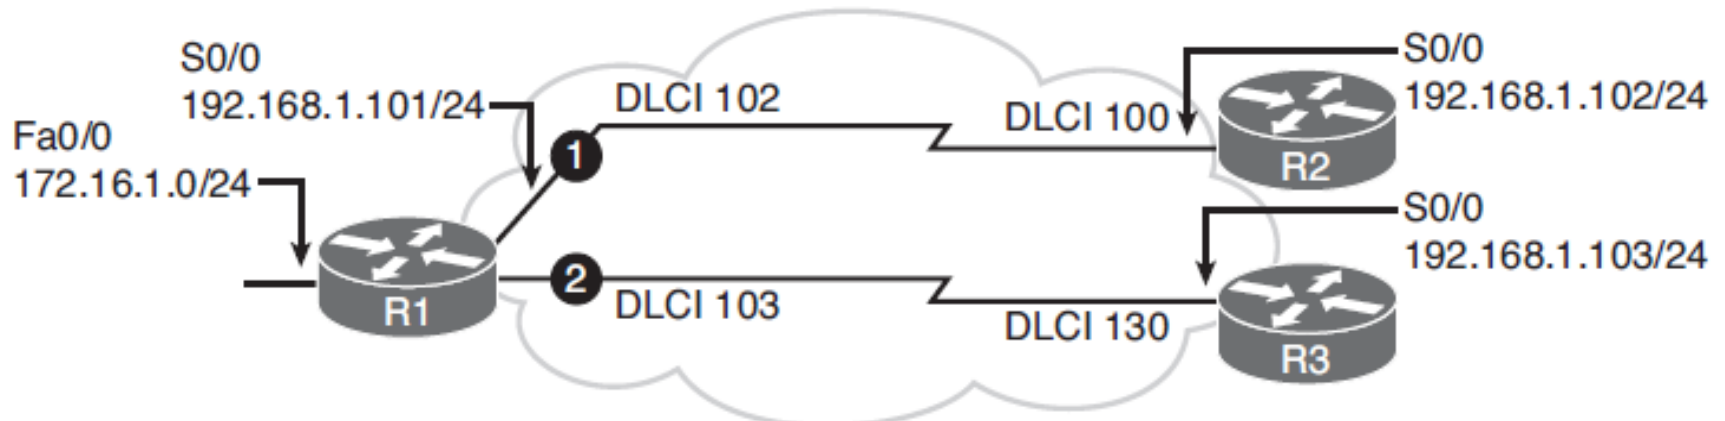 S0/0
192.168.1.101/24
Fa0/0
172.16.1.0/24
R1
1
DLCI 102
DLCI 100
S0/0
192.168.1.102/24
R2
2
DLCI 103
DLCI 130
S0/0
192.168.1.103/24
R3